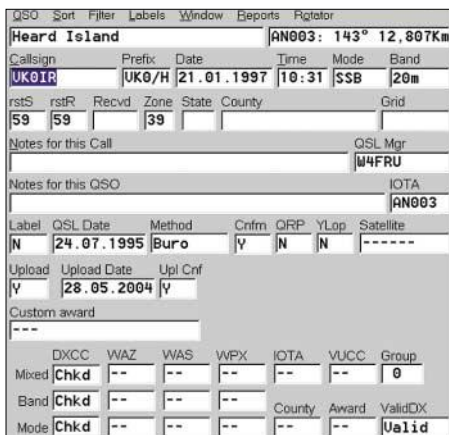 QSO Sort Filter Labels Window Reports Rotator
Heard Island AN003: 143° 12,807Km
Callsign Prefix Date Time Mode Band
VK0IR VK0/H 21.01.1997 10:31 SSB 20m
rstS rstR Recvd Zone State County Grid
59 59 39
Notes for this Call QSL Mgr
W4FRU
Notes for this QSO IOTA
AN003
Label QSL Date Method Cnfm QRP YLop Satellite
N 24.07.1995 Buro Y N N ------
Upload Upload Date Upl Cnf
Y 28.05.2004 Y
Custom award
---
DXCC WAZ WAS WPX IOTA VUCC Group
Mixed Chkd -- -- -- -- -- 0
Band Chkd -- -- -- County Award ValidDX
Mode Chkd -- -- -- -- -- Valid